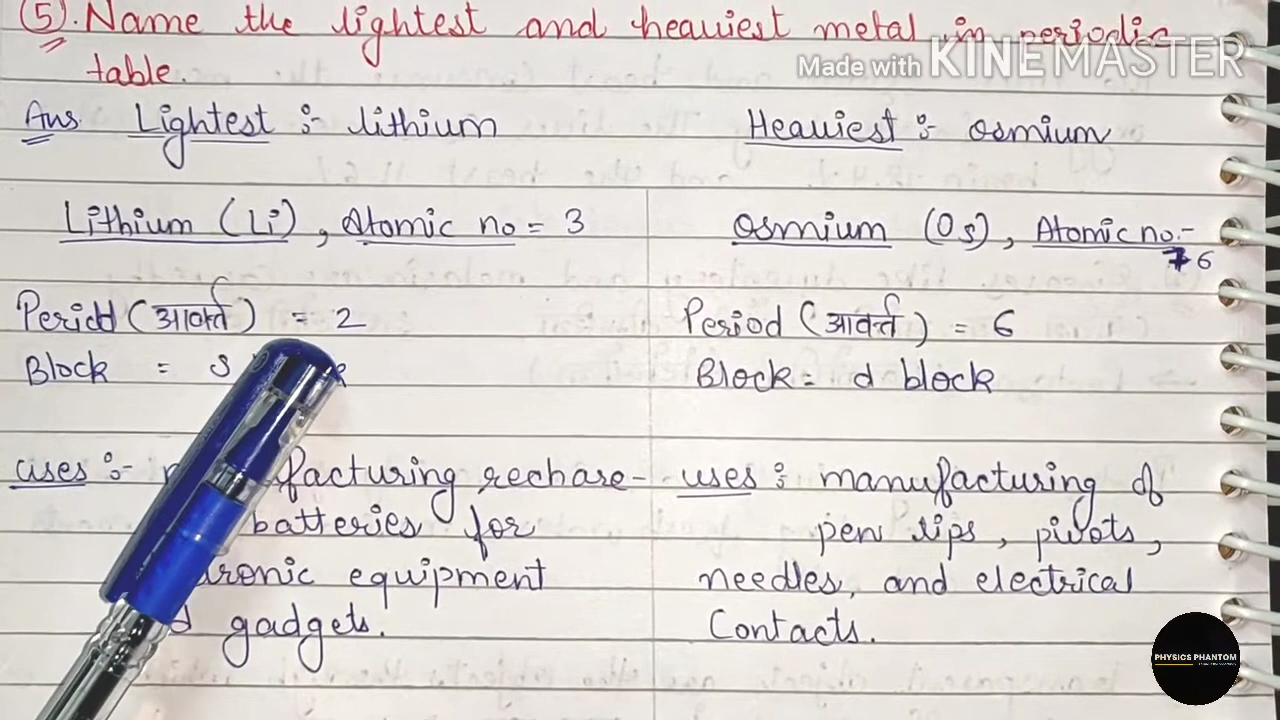 (5). Name the lightest and heaviest metal in periodic
table.
Made with KINEMASTER
Ans Lightest :- lithium
Heaviest :- osmium
Lithium (Li), Atomic no = 3
Period (आवर्त) = 2
Block = s
uses :- facturing rechare-
batteries for
equipment
gadgets.
Osmium (Os), Atomic no.-
76
Period (आवर्त) = 6
Block = d block
uses : manufacturing of
pen tips, pivots,
needles, and electrical
Contacts.
PHYSICS PHANTOM